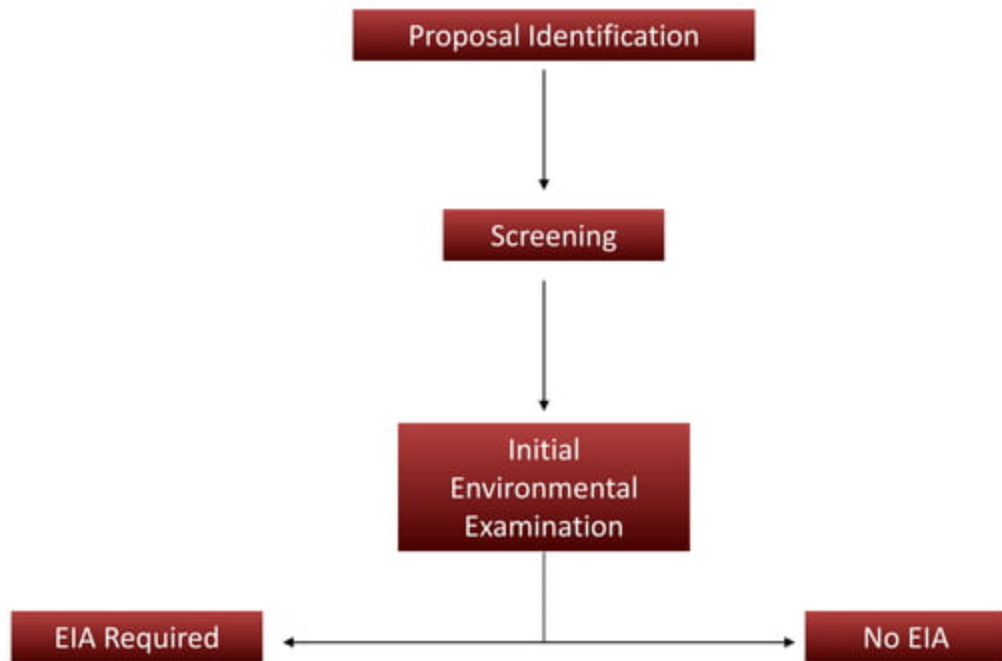 Proposal Identification
Screening
Initial
Environmental
Examination
EIA Required
No EIA